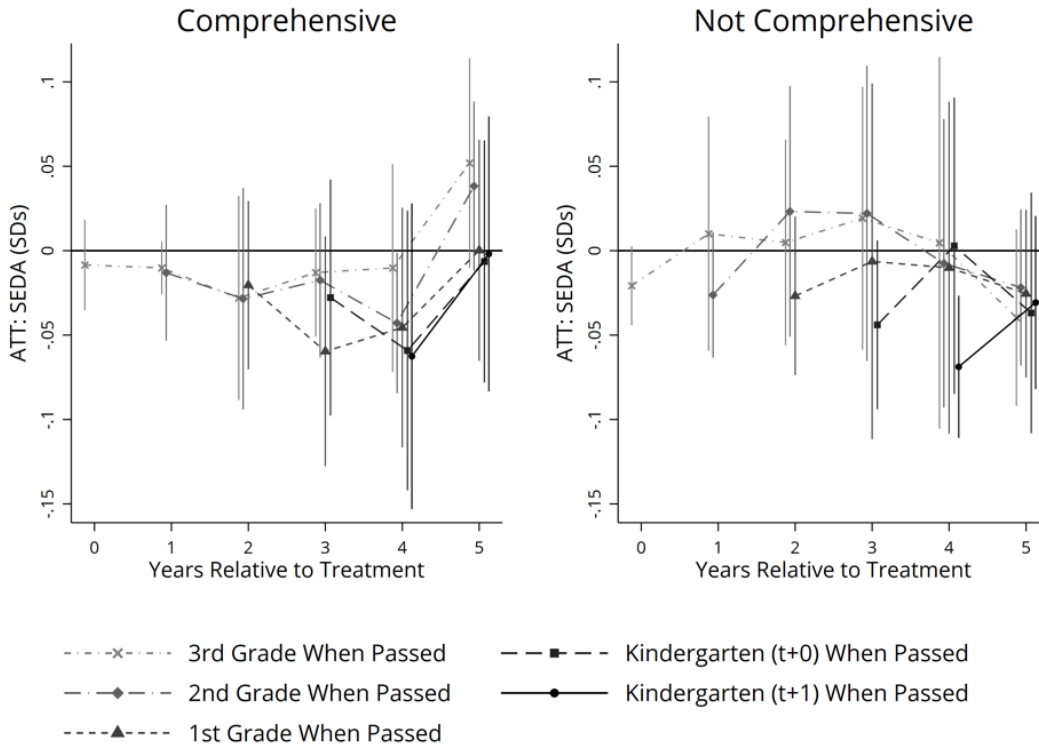 Comprehensive
Not Comprehensive
ATT: SEDA (SDs)
.1
.05
0
-.05
-.1
-.15
0 1 2 3 4 5
Years Relative to Treatment
ATT: SEDA (SDs)
.1
.05
0
-.05
-.1
-.15
0 1 2 3 4 5
Years Relative to Treatment
3rd Grade When Passed
2nd Grade When Passed
1st Grade When Passed
Kindergarten (t+0) When Passed
Kindergarten (t+1) When Passed